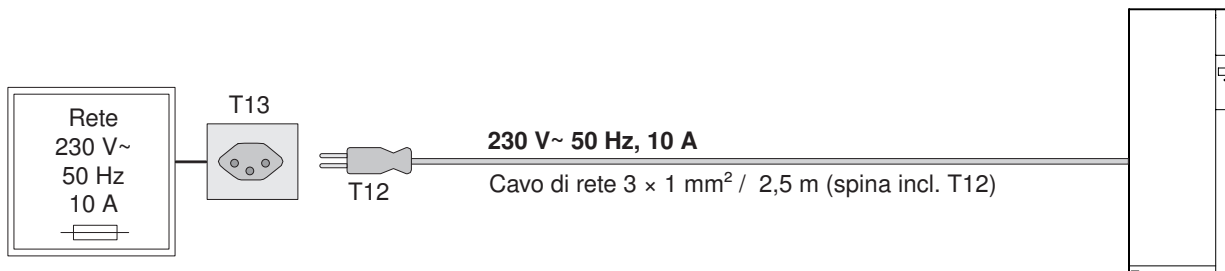 Rete
230 V~
50 Hz
10 A
T13
T12
230 V~ 50 Hz, 10 A
Cavo di rete 3 × 1 mm² / 2,5 m (spina incl. T12)